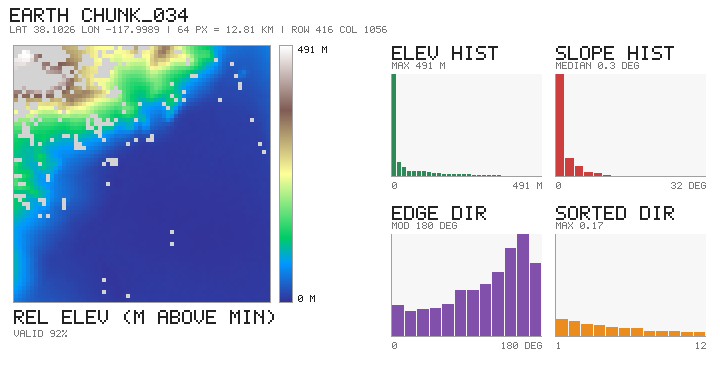 EARTH CHUNK_034
LAT 38.1026 LON -117.9989 | 64 PX = 12.81 KM | ROW 416 COL 1056
491 M
0 M
REL ELEV (M ABOVE MIN)
VALID 92%
ELEV HIST
MAX 491 M
0 491 M
SLOPE HIST
MEDIAN 0.3 DEG
0 32 DEG
EDGE DIR
MOD 180 DEG
0 180 DEG
SORTED DIR
MAX 0.17
1 12